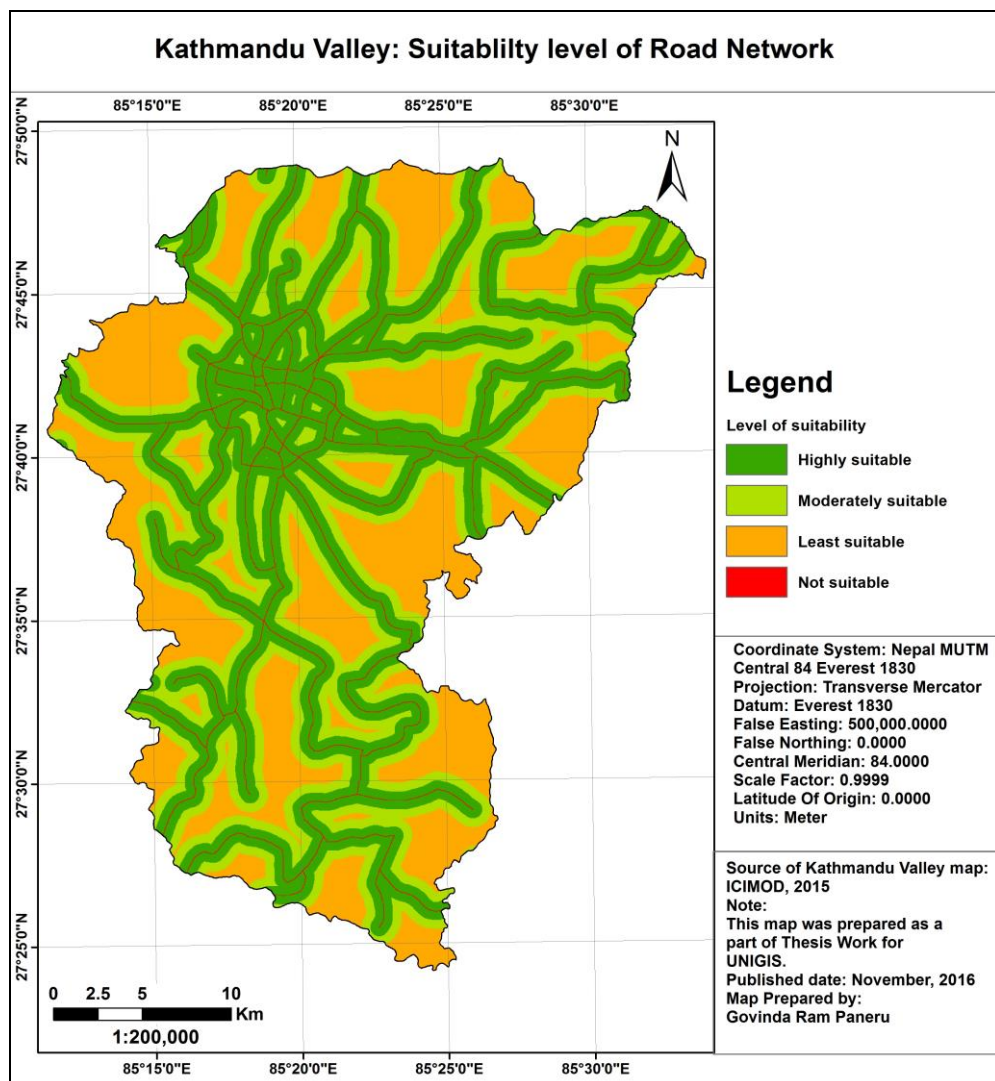 Kathmandu Valley: Suitablilty level of Road Network
85°15'0"E 85°20'0"E 85°25'0"E 85°30'0"E
27°50'0"N
N
27°45'0"N
27°40'0"N
27°35'0"N
27°30'0"N
27°25'0"N
Legend
Level of suitability
Highly suitable
Moderately suitable
Least suitable
Not suitable
Coordinate System: Nepal MUTM
Central 84 Everest 1830
Projection: Transverse Mercator
Datum: Everest 1830
False Easting: 500,000.0000
False Northing: 0.0000
Central Meridian: 84.0000
Scale Factor: 0.9999
Latitude Of Origin: 0.0000
Units: Meter
Source of Kathmandu Valley map:
ICIMOD, 2015
Note:
This map was prepared as a
part of Thesis Work for
UNIGIS.
Published date: November, 2016
Map Prepared by:
Govinda Ram Paneru
0 2.5 5 10
Km
1:200,000
85°15'0"E 85°20'0"E 85°25'0"E 85°30'0"E